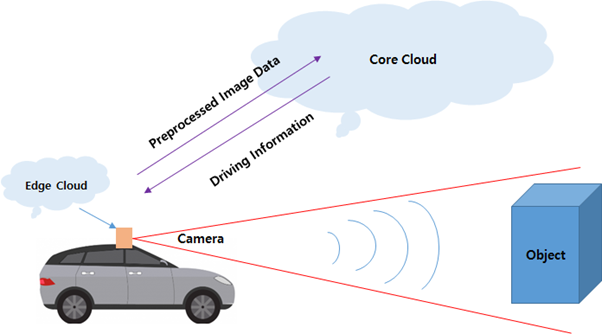 Core Cloud
Preprocessed Image Data
Driving Information
Edge Cloud
Camera
Object